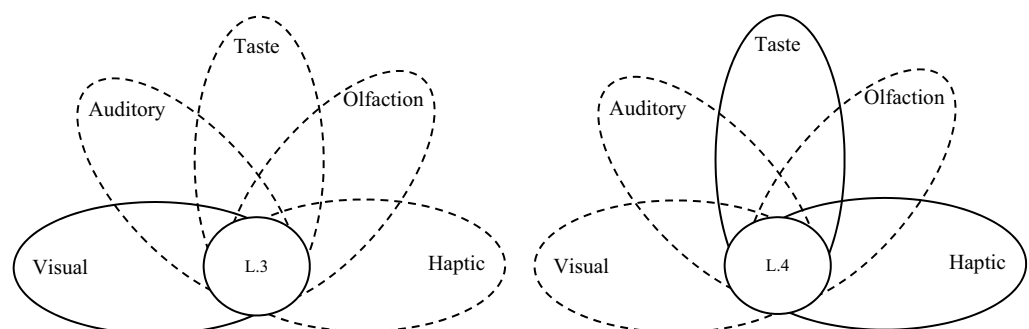 Taste
Auditory
Olfaction
Visual
L.3
Haptic
Taste
Auditory
Olfaction
Visual
L.4
Haptic